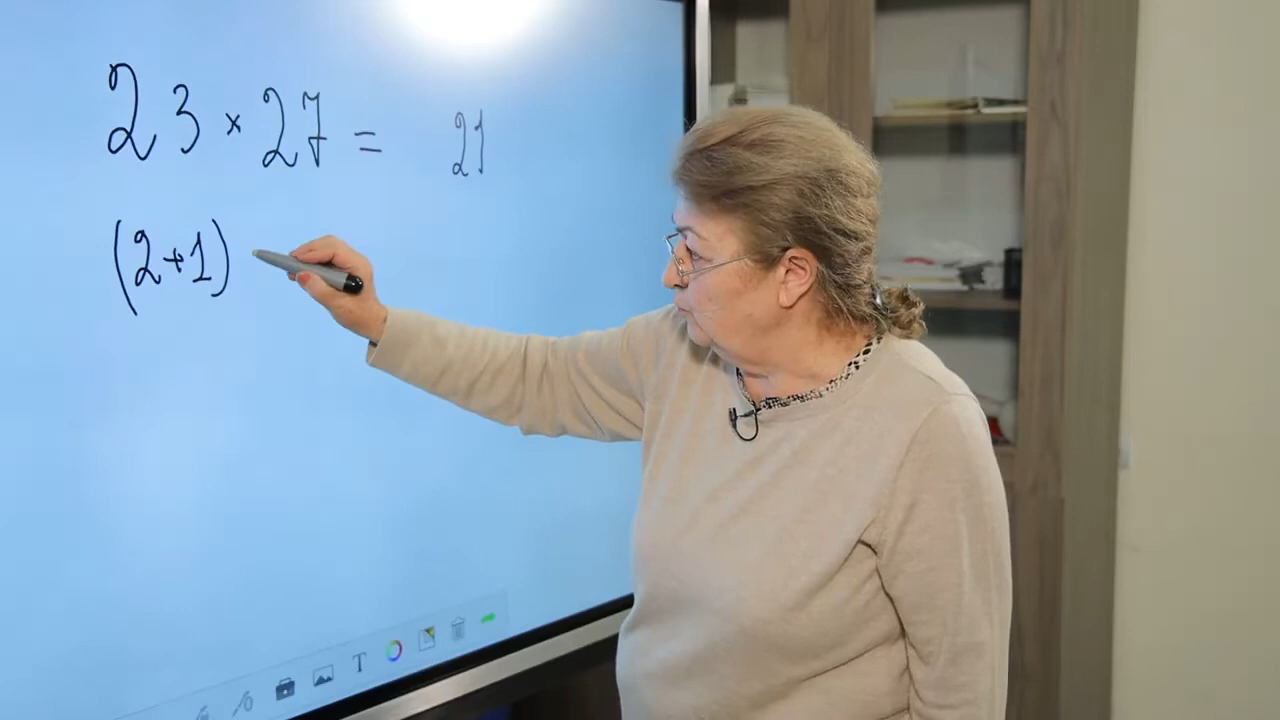 23 × 27 = 21
(2+1)
T